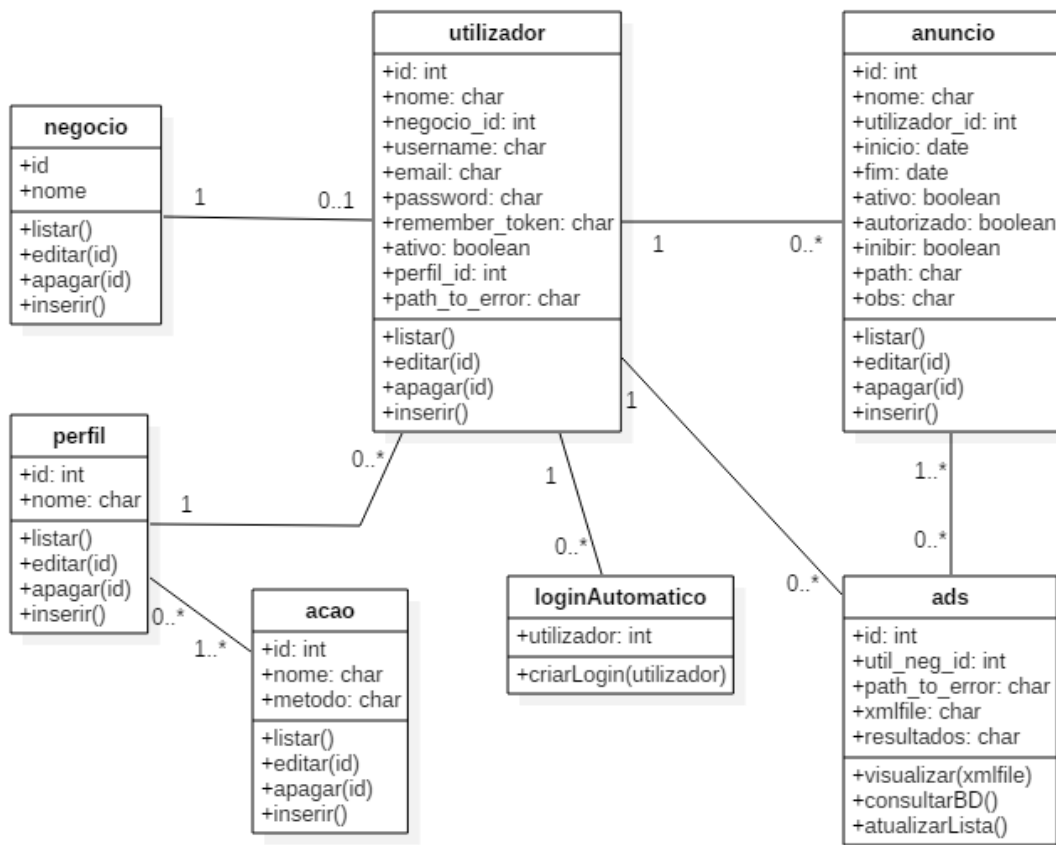 utilizador
+id: int
+nome: char
+negocio_id: int
+username: char
+email: char
+password: char
+remember_token: char
+ativo: boolean
+perfil_id: int
+path_to_error: char
+listar()
+editar(id)
+apagar(id)
+inserir()
anuncio
+id: int
+nome: char
+utilizador_id: int
+inicio: date
+fim: date
+ativo: boolean
+autorizado: boolean
+inibir: boolean
+path: char
+obs: char
+listar()
+editar(id)
+apagar(id)
+inserir()
negocio
+id
+nome
+listar()
+editar(id)
+apagar(id)
+inserir()
1
0..1
1
0..*
perfil
+id: int
+nome: char
+listar()
+editar(id)
+apagar(id)
+inserir()
1
0..*
1
0..*
1
0..*
1..*
0..*
0..*
1..*
acao
+id: int
+nome: char
+metodo: char
+listar()
+editar(id)
+apagar(id)
+inserir()
loginAutomatico
+utilizador: int
+criarLogin(utilizador)
ads
+id: int
+util_neg_id: int
+path_to_error: char
+xmlfile: char
+resultados: char
+visualizar(xmlfile)
+consultarBD()
+atualizarLista()